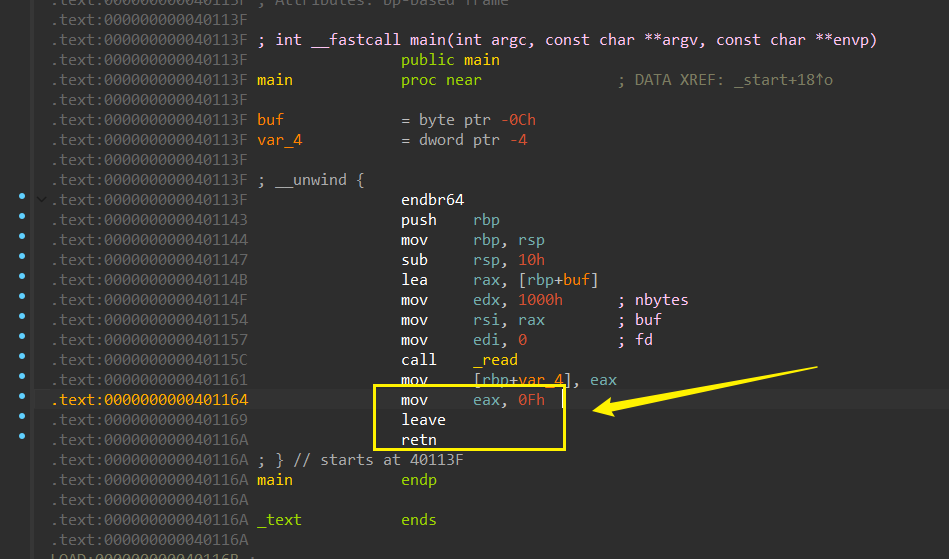 .text:000000000040113F ; Attributes: bp-based frame
.text:000000000040113F
.text:000000000040113F ; int __fastcall main(int argc, const char **argv, const char **envp)
.text:000000000040113F public main
.text:000000000040113F main proc near ; DATA XREF: _start+18↑o
.text:000000000040113F
.text:000000000040113F buf = byte ptr -0Ch
.text:000000000040113F var_4 = dword ptr -4
.text:000000000040113F
.text:000000000040113F ; __unwind {
.text:000000000040113F endbr64
.text:0000000000401143 push rbp
.text:0000000000401144 mov rbp, rsp
.text:0000000000401147 sub rsp, 10h
.text:000000000040114B lea rax, [rbp+buf]
.text:000000000040114F mov edx, 1000h ; nbytes
.text:0000000000401154 mov rsi, rax ; buf
.text:0000000000401157 mov edi, 0 ; fd
.text:000000000040115C call _read
.text:0000000000401161 mov [rbp+var_4], eax
.text:0000000000401164 mov eax, 0Fh
.text:0000000000401169 leave
.text:000000000040116A retn
.text:000000000040116A ; } // starts at 40113F
.text:000000000040116A main endp
.text:000000000040116A
.text:000000000040116A _text ends
.text:000000000040116A
LOAD:000000000040116B ;